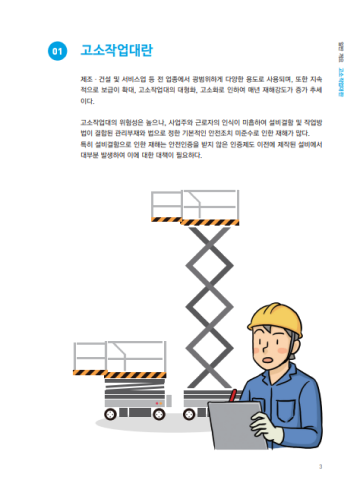 01 고소작업대란
제조·건설 및 서비스업 등 전 업종에서 광범위하게 다양한 용도로 사용되며, 또한 지속
적으로 보급이 확대, 고소작업대의 대형화, 고소화로 인하여 매년 재해강도가 증가 추세
이다.
고소작업대의 위험성은 높으나, 사업주와 근로자의 인식이 미흡하여 설비결함 및 작업방
법이 결함된 관리부재와 법으로 정한 기본적인 안전조치 미준수로 인한 재해가 많다.
특히 설비결함으로 인한 재해는 안전인증을 받지 않은 인증제도 이전에 제작된 설비에서
대부분 발생하여 이에 대한 대책이 필요하다.
고소작업대란
3